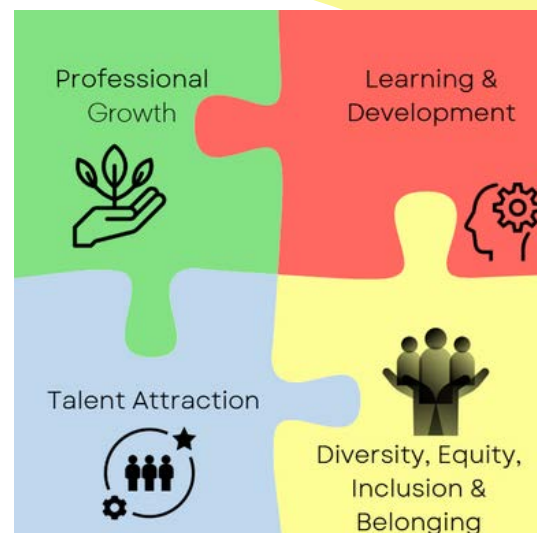 Professional
Growth
Learning &
Development
Talent Attraction
Diversity, Equity,
Inclusion &
Belonging